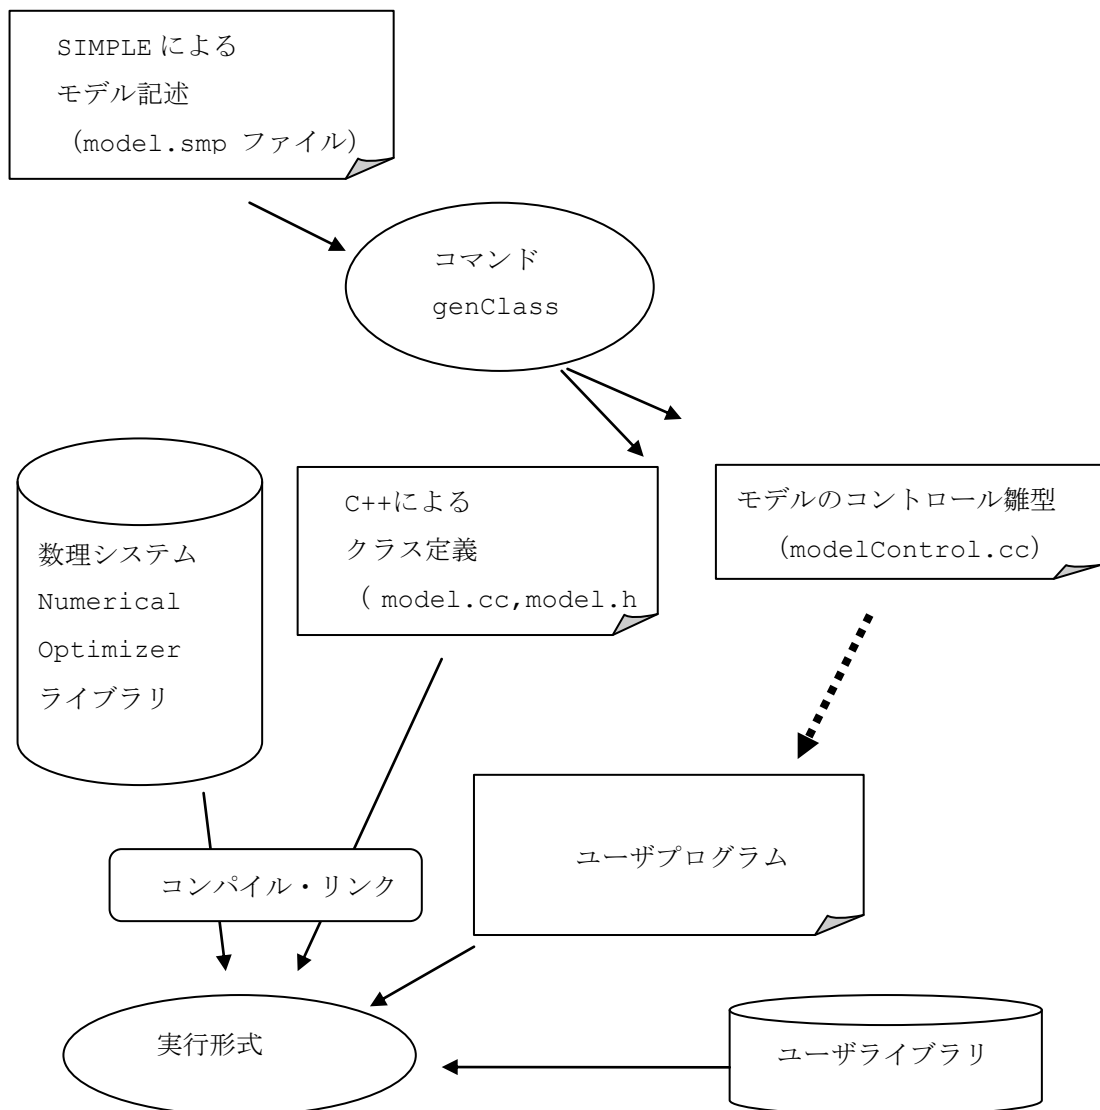 SIMPLE による
モデル記述
(model.smp ファイル)
コマンド
genClass
数理システム
Numerical
Optimizer
ライブラリ
C++による
クラス定義
( model.cc,model.h
モデルのコントロール雛型
(modelControl.cc)
コンパイル・リンク
ユーザプログラム
実行形式
ユーザライブラリ